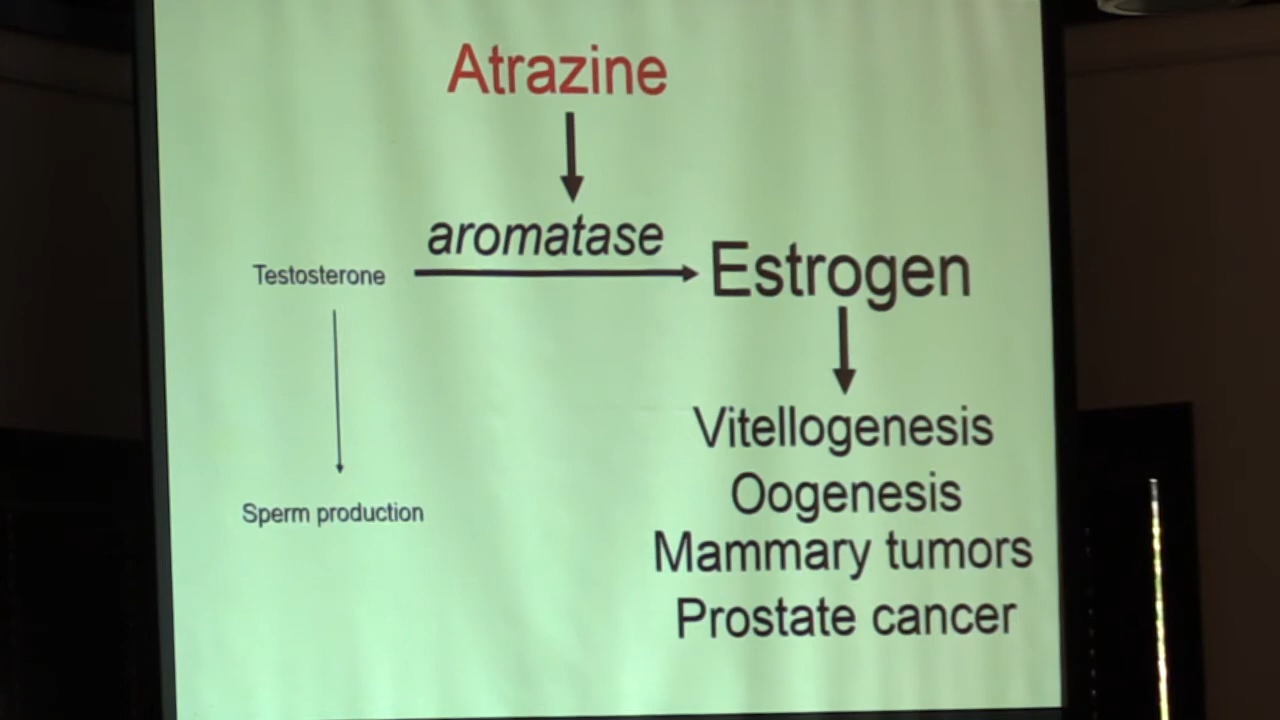 Atrazine
aromatase
Testosterone
Estrogen
Sperm production
Vitellogenesis
Oogenesis
Mammary tumors
Prostate cancer